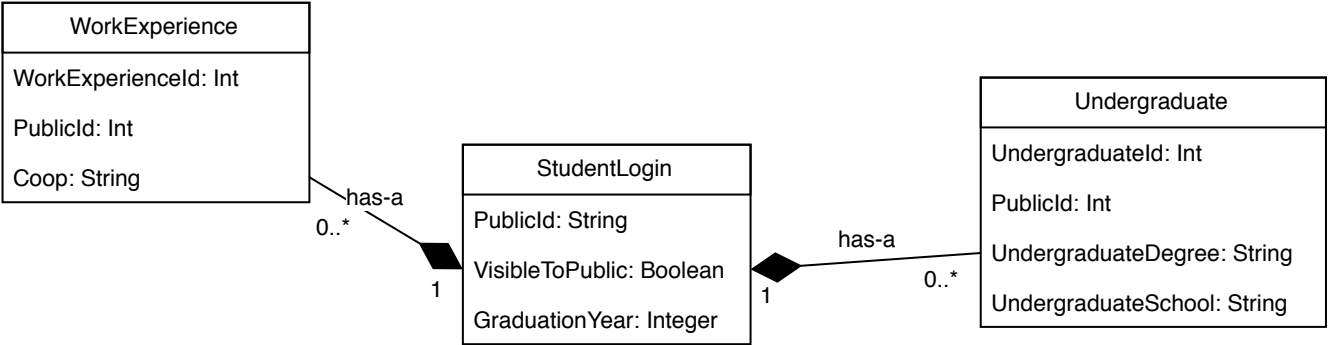 WorkExperience
WorkExperienceId: Int
PublicId: Int
Coop: String
has-a
0..*
1
StudentLogin
PublicId: String
VisibleToPublic: Boolean
GraduationYear: Integer
has-a
1
0..*
Undergraduate
UndergraduateId: Int
PublicId: Int
UndergraduateDegree: String
UndergraduateSchool: String